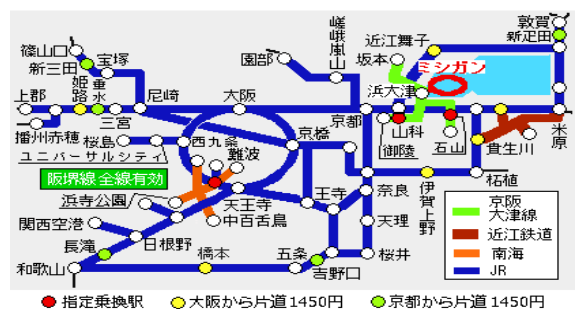 敦賀
新疋田
嵯峨嵐山
近江舞子
篠山口
宝塚
新三田
園部
坂本
ミシガン
姫路
垂水
浜大津
上郡
尼崎
大阪
京都
山科
播州赤穂
三宮
御陵
石山
貴生川
米原
桜島
西九条
京橋
ユニバーサルシティ
難波
阪堺線全線有効
浜寺公園
天王寺
王寺
奈良
伊賀上野
柘植
中百舌鳥
関西空港
天理
京阪
大津線
長滝
日根野
近江鉄道
橋本
五条
桜井
南海
和歌山
吉野口
JR
指定乗換駅
大阪から片道1450円
京都から片道1450円